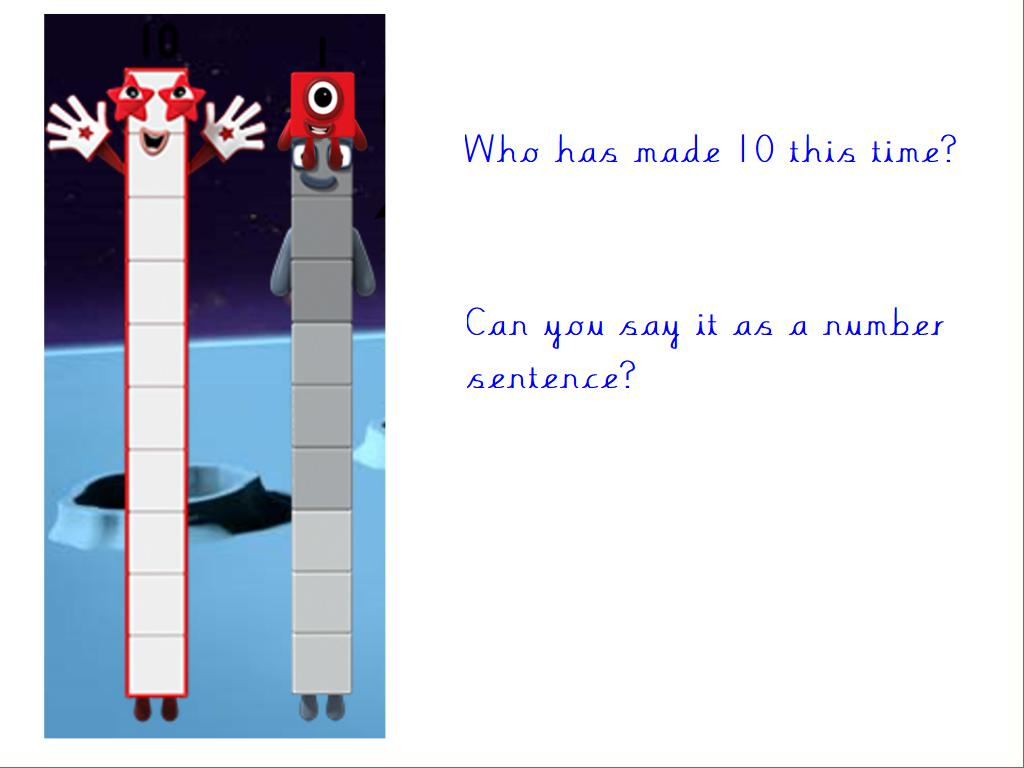 10
1
Who has made 10 this time?
Can you say it as a number
sentence?